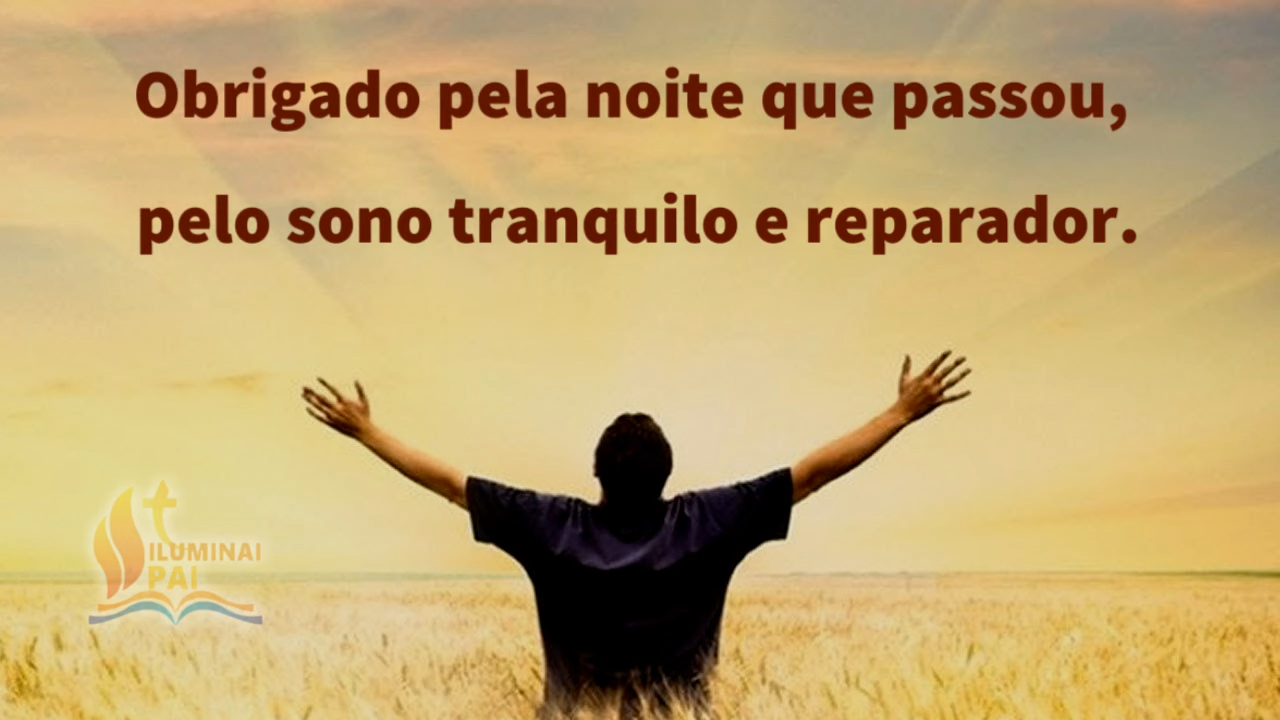 Obrigado pela noite que passou,
pelo sono tranquilo e reparador.
ILUMINAI
PAI